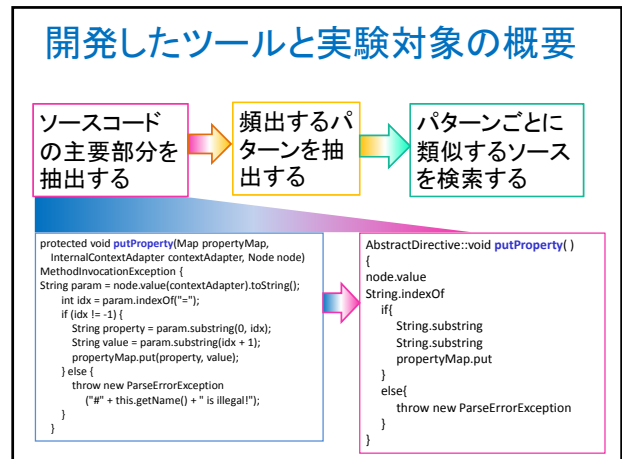 開発したツールと実験対象の概要
ソースコード
の主要部分を
抽出する
頻出するパ
ターンを抽
出する
パターンごとに
類似するソース
を検索する
protected void putProperty(Map propertyMap,
InternalContextAdapter contextAdapter, Node node)
MethodInvocationException {
String param = node.value(contextAdapter).toString();
int idx = param.indexOf("=");
if (idx != -1) {
String property = param.substring(0, idx);
String value = param.substring(idx + 1);
propertyMap.put(property, value);
} else {
throw new ParseErrorException
("#" + this.getName() + " is illegal!");
}
}
AbstractDirective::void putProperty( )
{
node.value
String.indexOf
if{
String.substring
String.substring
propertyMap.put
}
else{
throw new ParseErrorException
}
}